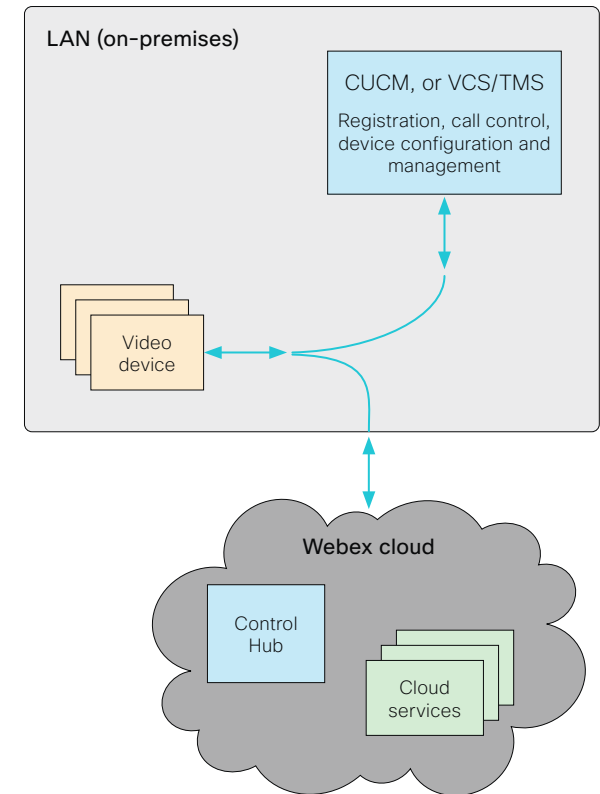 LAN (on-premises)
CUCM, or VCS/TMS
Registration, call control,
device configuration and
management
Video
device
Webex cloud
Control
Hub
Cloud
services